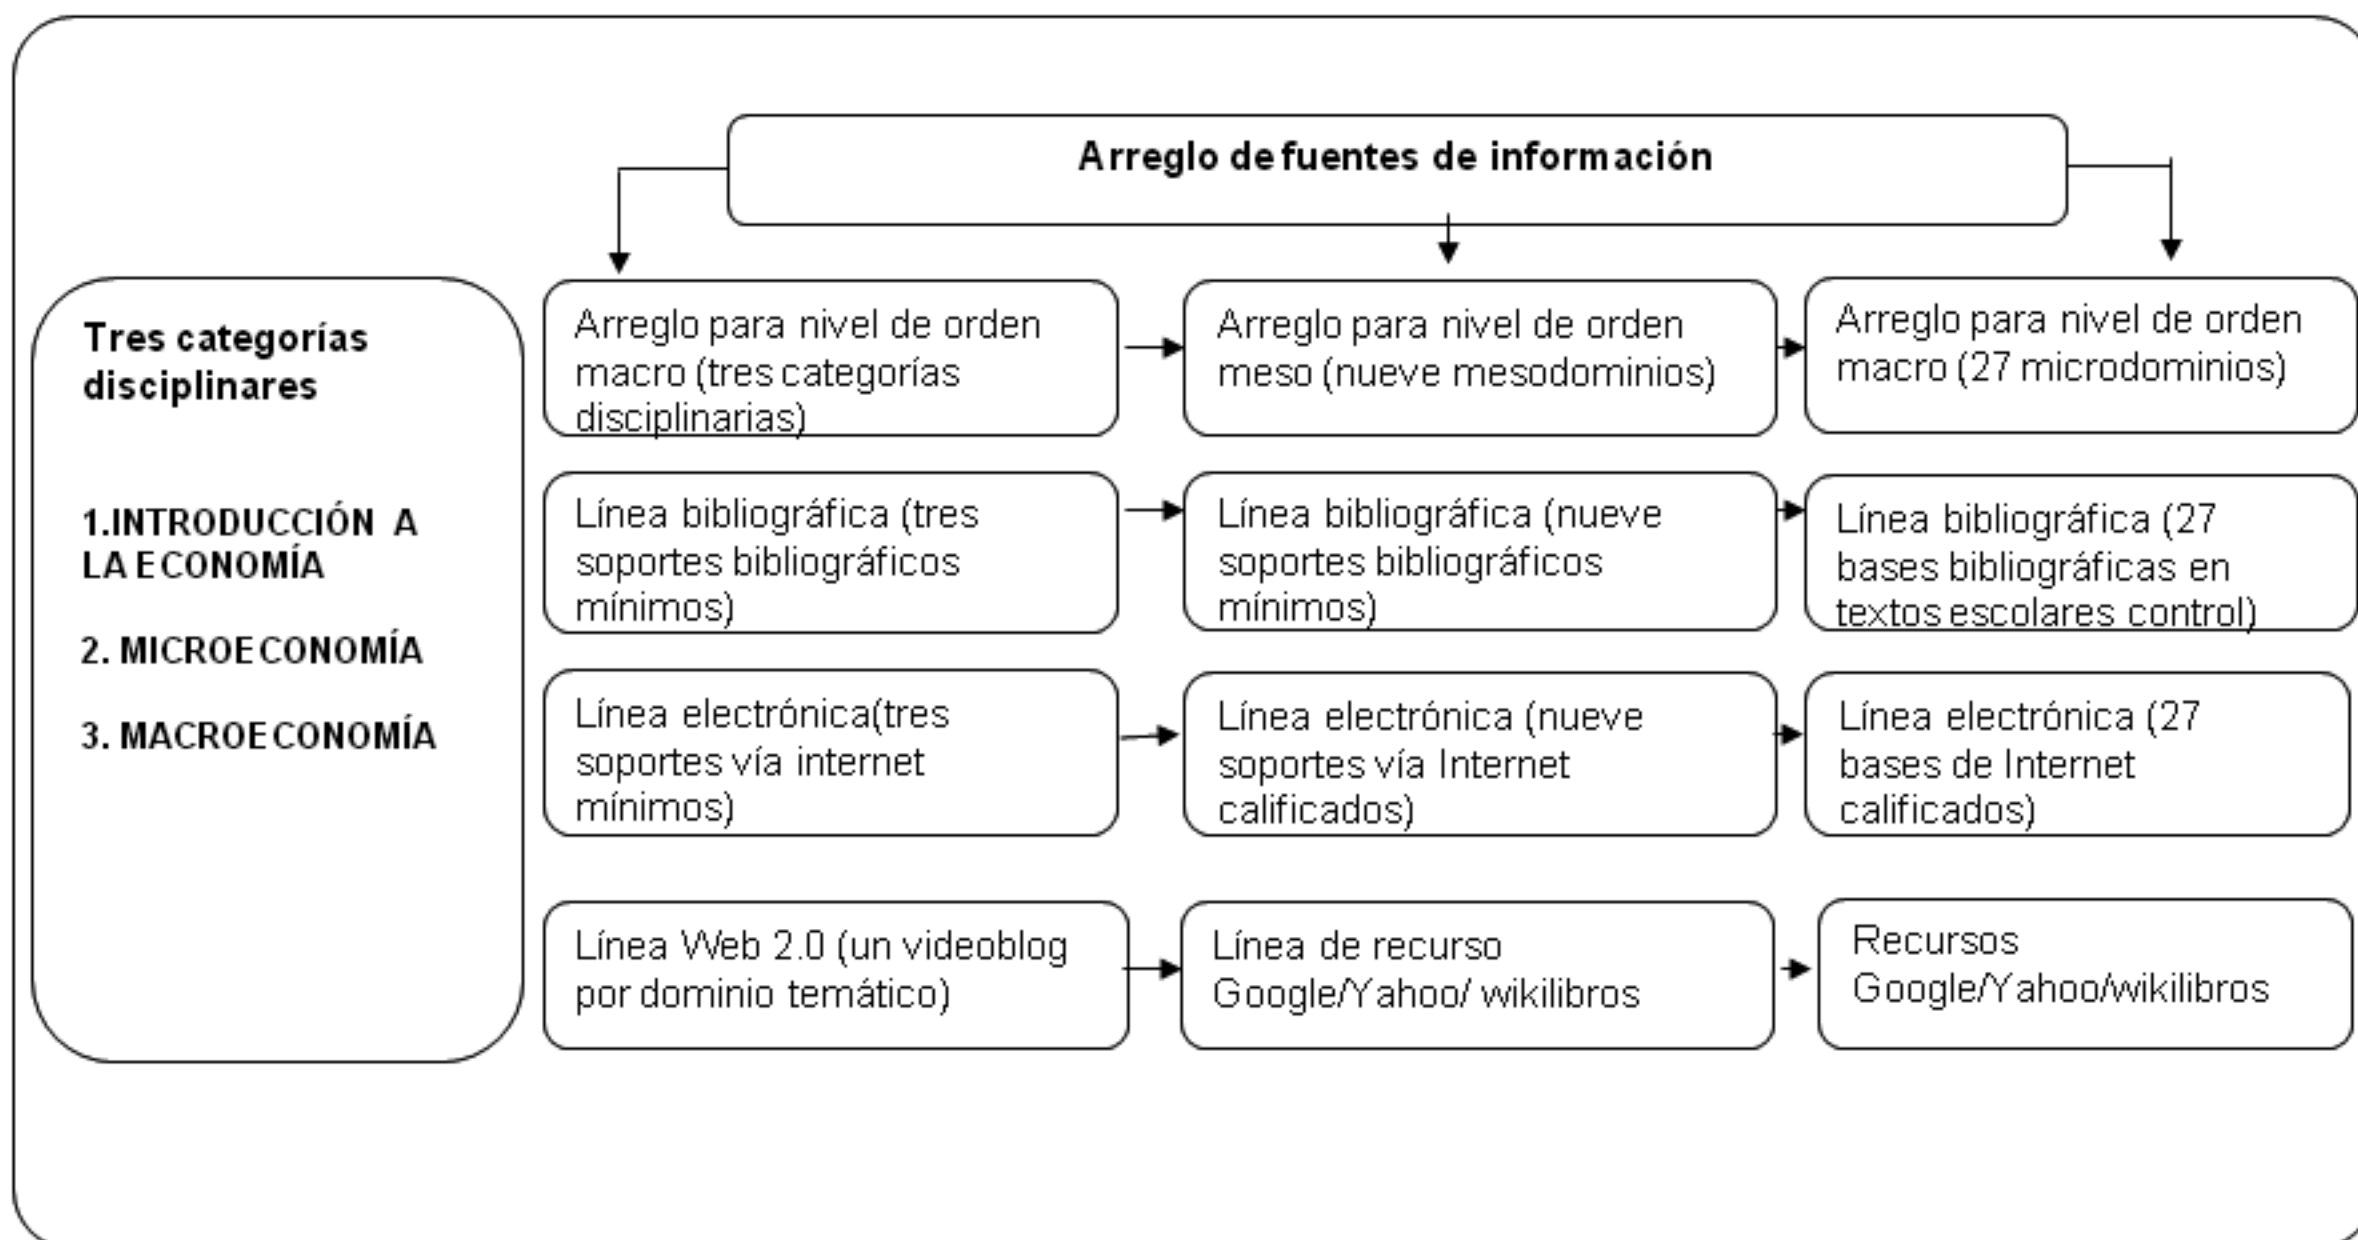 Arreglo de fuentes de información
Tres categorías
disciplinares
1.INTRODUCCIÓN A
LA ECONOMÍA
2. MICROECONOMÍA
3. MACROECONOMÍA
Arreglo para nivel de orden
macro (tres categorías
disciplinarias)
Arreglo para nivel de orden
meso (nueve mesodominios)
Arreglo para nivel de orden
macro (27 microdominios)
Línea bibliográfica (tres
soportes bibliográficos
mínimos)
Línea bibliográfica (nueve
soportes bibliográficos
mínimos)
Línea bibliográfica (27
bases bibliográficas en
textos escolares control)
Línea electrónica(tres
soportes vía internet
mínimos)
Línea electrónica (nueve
soportes vía Internet
calificados)
Línea electrónica (27
bases de Internet
calificados)
Línea Web 2.0 (un videoblog
por dominio temático)
Línea de recurso
Google/Yahoo/ wikilibros
Recursos
Google/Yahoo/wikilibros